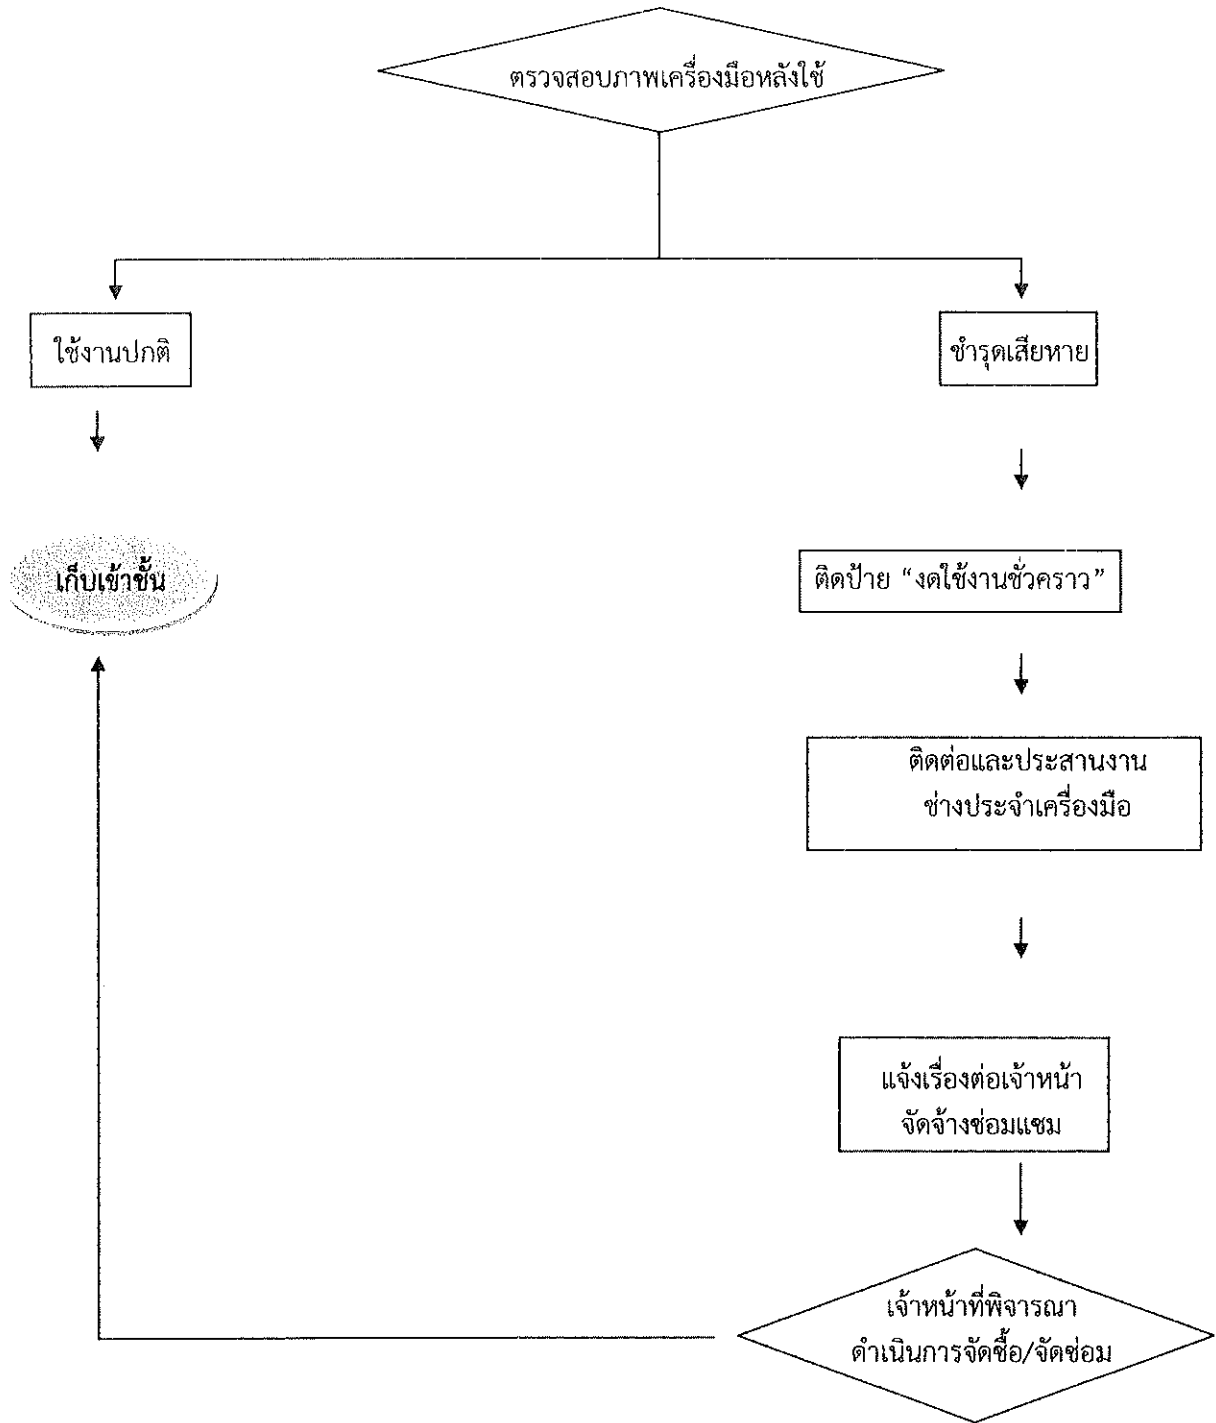 ตรวจสอบภาพเครื่องมือหลังใช้
ใช้งานปกติ
ชำรุดเสียหาย
เก็บเข้าชั้น
ติดป้าย “งดใช้งานชั่วคราว”
ติดต่อและประสานงาน
ช่างประจำเครื่องมือ
แจ้งเรื่องต่อเจ้าหน้า
จัดจ้างซ่อมแซม
เจ้าหน้าที่พิจารณา
ดำเนินการจัดซื้อ/จัดซ่อม